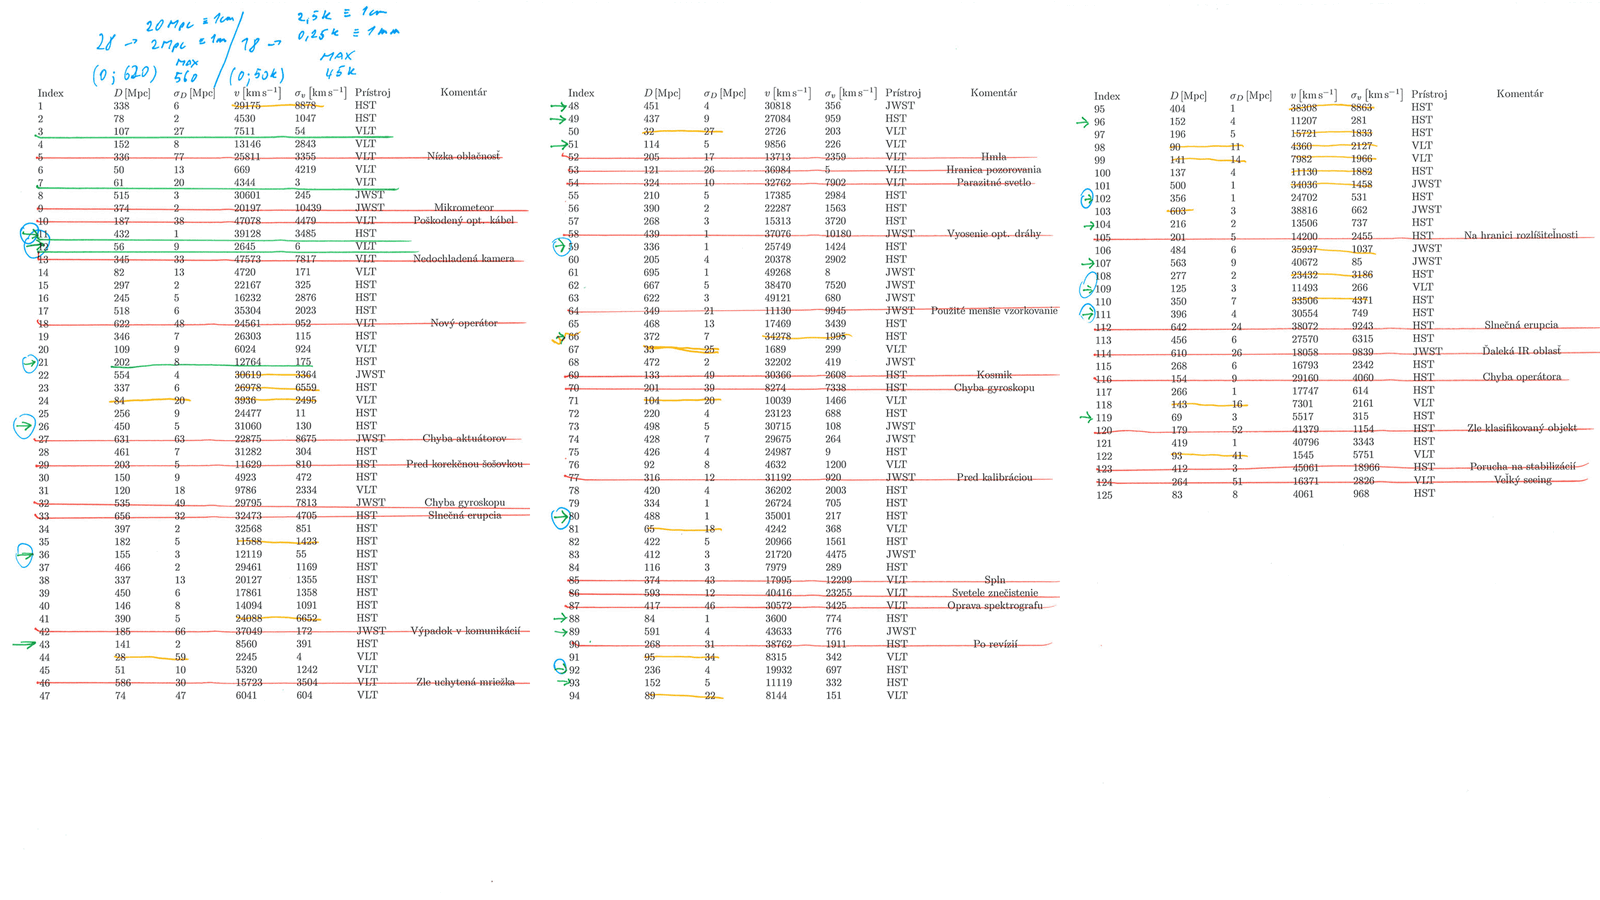 20 Mpc ≡ 1cm / 2,5k ≡ 1cm
28 → 2Mpc ≡ 1m / 18 → 0,25k ≡ 1mm
(0; 620) MAX 560 (0; 50k) MAX 45k
Index D [Mpc] σD [Mpc] v [km s⁻¹] σv [km s⁻¹] Prístroj Komentár
1 338 6 29175 8878 HST
2 78 2 4530 1047 HST
3 107 27 7511 54 VLT
4 152 8 13146 2843 VLT
5 336 77 25811 3355 VLT Nízka oblačnosť
6 50 13 669 4219 VLT
7 61 20 4344 3 VLT
8 515 3 30601 245 JWST
9 374 2 20197 10439 JWST Mikrometeor
10 187 38 47078 4479 VLT Poškodený opt. kábel
11 432 1 39128 3485 HST
12 56 9 2645 6 VLT
13 345 33 47573 7817 VLT Nedochladená kamera
14 82 13 4720 171 VLT
15 297 2 22167 325 HST
16 245 5 16232 2876 HST
17 518 6 35304 2023 HST
18 622 48 24561 952 VLT Nový operátor
19 346 7 26303 115 HST
20 109 9 6024 924 VLT
21 202 8 12764 175 HST
22 554 4 30619 3364 JWST
23 337 6 26978 6559 HST
24 84 20 3936 2495 VLT
25 256 9 24477 11 HST
26 450 5 31060 130 HST
27 631 63 22875 8675 JWST Chyba aktuátorov
28 461 7 31282 304 HST
29 203 5 11629 810 HST Pred korekčnou šošovkou
30 150 9 4923 472 HST
31 120 18 9786 2334 VLT
32 535 49 29795 7813 JWST Chyba gyroskopu
33 656 32 32473 4705 HST Slnečná erupcia
34 397 2 32568 851 HST
35 182 5 11588 1423 HST
36 155 3 12119 55 HST
37 466 2 29461 1169 HST
38 337 13 20127 1355 HST
39 450 6 17861 1358 HST
40 146 8 14094 1091 HST
41 390 5 24088 6652 HST
42 185 66 37049 172 JWST Výpadok v komunikácií
43 141 2 8560 391 HST
44 28 59 2245 4 VLT
45 51 10 5320 1242 VLT
46 586 30 15723 3504 VLT Zle uchytená mriežka
47 74 47 6041 604 VLT
Index D [Mpc] σD [Mpc] v [km s⁻¹] σv [km s⁻¹] Prístroj Komentár
48 451 4 30818 356 JWST
49 437 9 27084 959 HST
50 32 27 2726 203 VLT
51 114 5 9856 226 VLT
52 205 17 13713 2359 VLT Hmla
63 121 26 36984 5 VLT Hranica pozorovania
54 324 10 32762 7902 VLT Parazitné svetlo
55 210 5 17385 2984 HST
56 390 2 22287 1563 HST
57 268 3 15313 3720 HST
58 439 1 37076 10180 JWST Vyosenie opt. dráhy
59 336 1 25749 1424 HST
60 205 4 20378 2902 HST
61 695 1 49268 8 JWST
62 667 5 38470 7520 JWST
63 622 3 49121 680 JWST
64 349 21 11130 9945 JWST Použité menšie vzorkovanie
65 468 13 17469 3439 HST
66 372 7 34278 1995 HST
67 33 25 1689 299 VLT
68 472 2 32202 419 JWST
69 133 49 30366 2608 HST Kosmik
70 201 39 8274 7338 HST Chyba gyroskopu
71 104 20 10039 1466 VLT
72 220 4 23123 688 HST
73 498 5 30715 108 JWST
74 428 7 29675 264 JWST
75 426 4 24987 9 HST
76 92 8 4632 1200 VLT
77 316 12 31192 920 JWST Pred kalibráciou
78 420 4 36202 2003 HST
79 334 1 26724 705 HST
80 488 1 35001 217 HST
81 65 18 4242 368 VLT
82 422 5 20966 1561 HST
83 412 3 21720 4475 JWST
84 116 3 7979 289 HST
85 374 43 17995 12299 VLT Spln
86 593 12 40416 23255 VLT Svetele znečistenie
87 417 46 30572 3425 VLT Oprava spektrografu
88 84 1 3600 774 HST
89 591 4 43633 776 JWST
90 268 31 38762 1911 HST Po revízií
91 95 34 8315 342 VLT
92 236 4 19932 697 HST
93 152 5 11119 332 HST
94 89 22 8144 151 VLT
Index D [Mpc] σD [Mpc] v [km s⁻¹] σv [km s⁻¹] Prístroj Komentár
95 404 1 38308 8863 HST
96 152 4 11207 281 HST
97 196 5 15721 1833 HST
98 90 11 4360 2127 VLT
99 141 14 7982 1966 VLT
100 137 4 11130 1882 HST
101 500 1 34036 1458 JWST
102 356 1 24702 531 HST
103 603 3 38816 662 JWST
104 216 2 13506 737 HST
105 201 5 14200 2455 HST Na hranici rozlíšiteľnosti
106 484 6 35937 1037 JWST
107 563 9 40672 85 JWST
108 277 2 23432 3186 HST
109 125 3 11493 266 VLT
110 350 7 33506 4371 HST
111 396 4 30554 749 HST
112 642 24 38072 9243 HST Slnečná erupcia
113 456 6 27570 6315 HST
114 610 26 18058 9839 JWST Ďaleká IR oblasť
115 268 6 16793 2342 HST
116 154 9 29160 4060 HST Chyba operátora
117 266 1 17747 614 HST
118 143 16 7301 2161 VLT
119 69 3 5517 315 HST
120 179 52 41379 1154 HST Zle klasifikovaný objekt
121 419 1 40796 3343 HST
122 93 41 1545 5751 VLT
123 412 3 45061 18966 HST Porucha na stabilizácií
124 264 51 16371 2826 VLT Veľký seeing
125 83 8 4061 968 HST